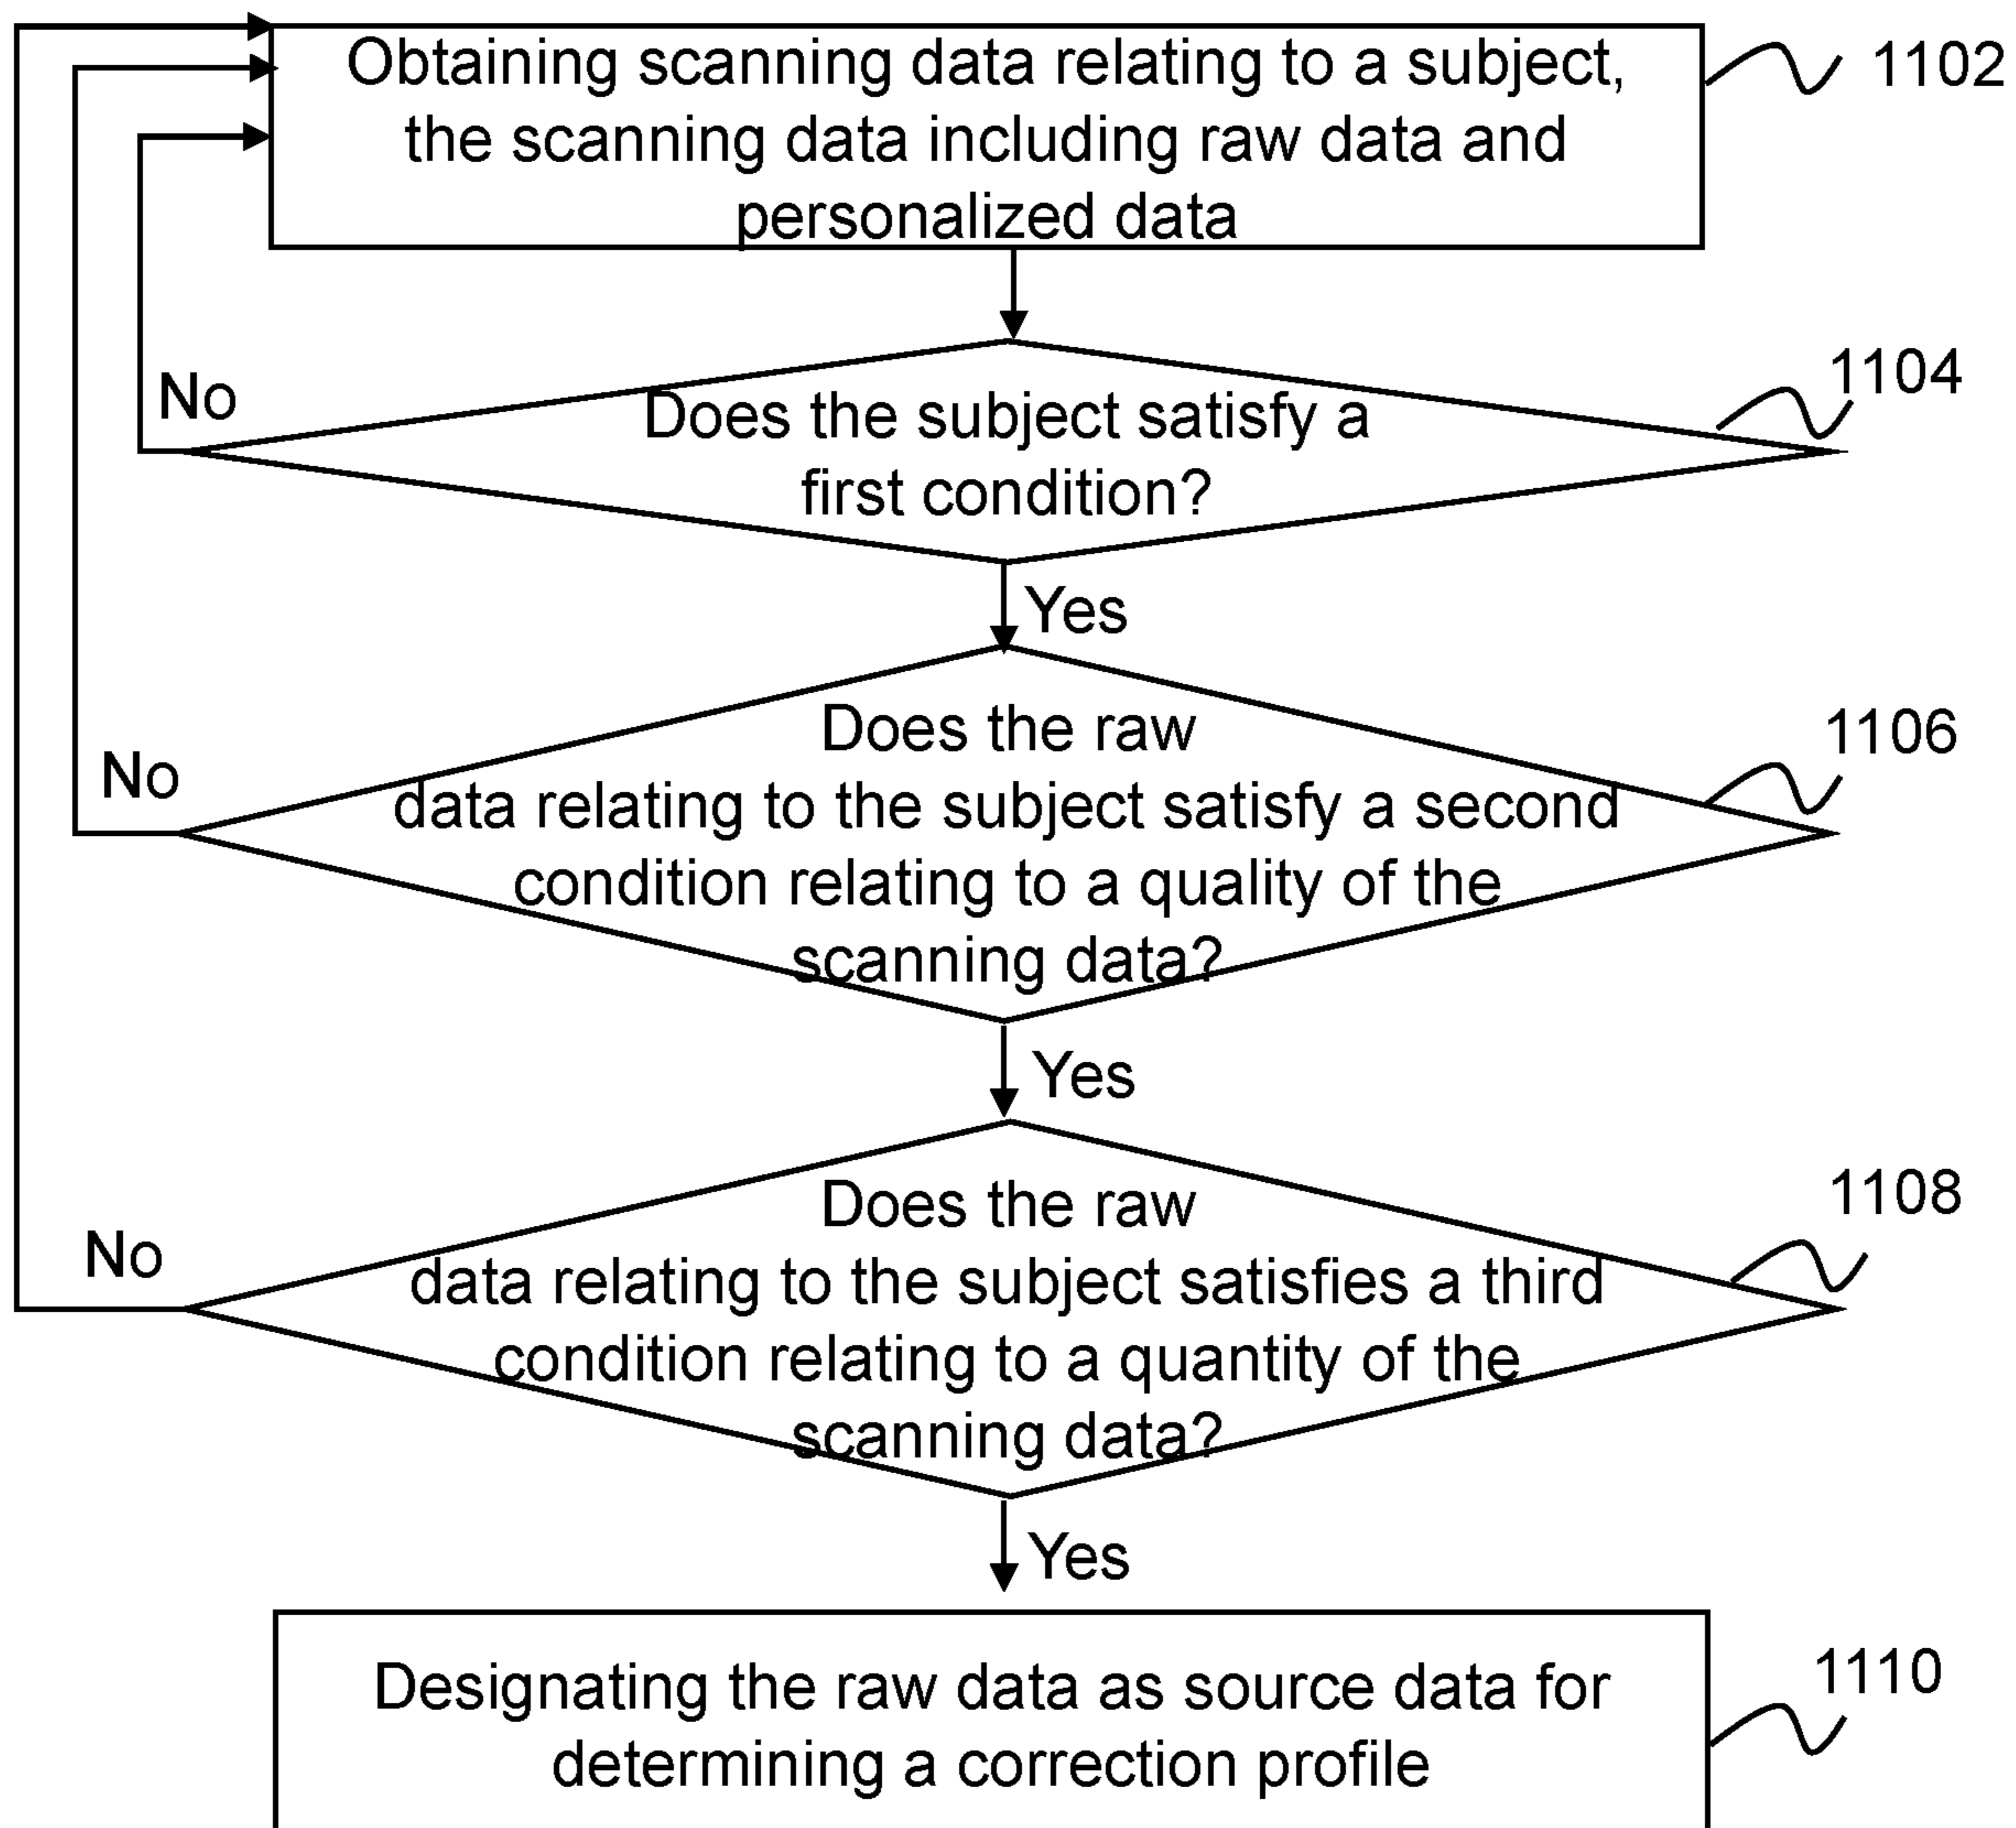 Obtaining scanning data relating to a subject,
the scanning data including raw data and
personalized data
1102
Does the subject satisfy a
first condition?
1104
No
Yes
Does the raw
data relating to the subject satisfy a second
condition relating to a quality of the
scanning data?
1106
No
Yes
Does the raw
data relating to the subject satisfies a third
condition relating to a quantity of the
scanning data?
1108
No
Yes
Designating the raw data as source data for
determining a correction profile
1110